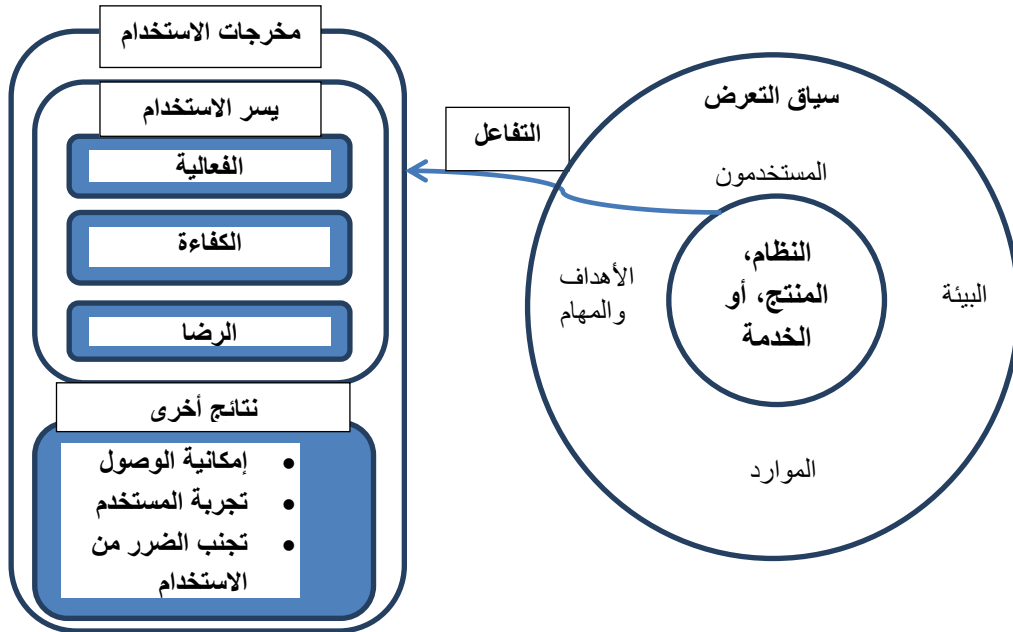 سياق التعرض
المستخدمون
البيئة
النظام،
المنتج، أو
الخدمة
الأهداف
والمهام
الموارد
التفاعل
مخرجات الاستخدام
يسر الاستخدام
الفعالية
الكفاءة
الرضا
نتائج أخرى
• إمكانية الوصول
• تجربة المستخدم
• تجنب الضرر من
الاستخدام